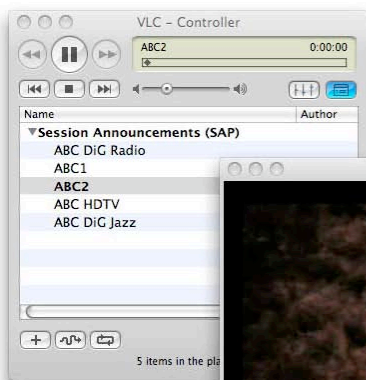 VLC – Controller
ABC2 0:00:00
Name Author
Session Announcements (SAP)
ABC DiG Radio
ABC1
ABC2
ABC HDTV
ABC DiG Jazz
5 items in the pla